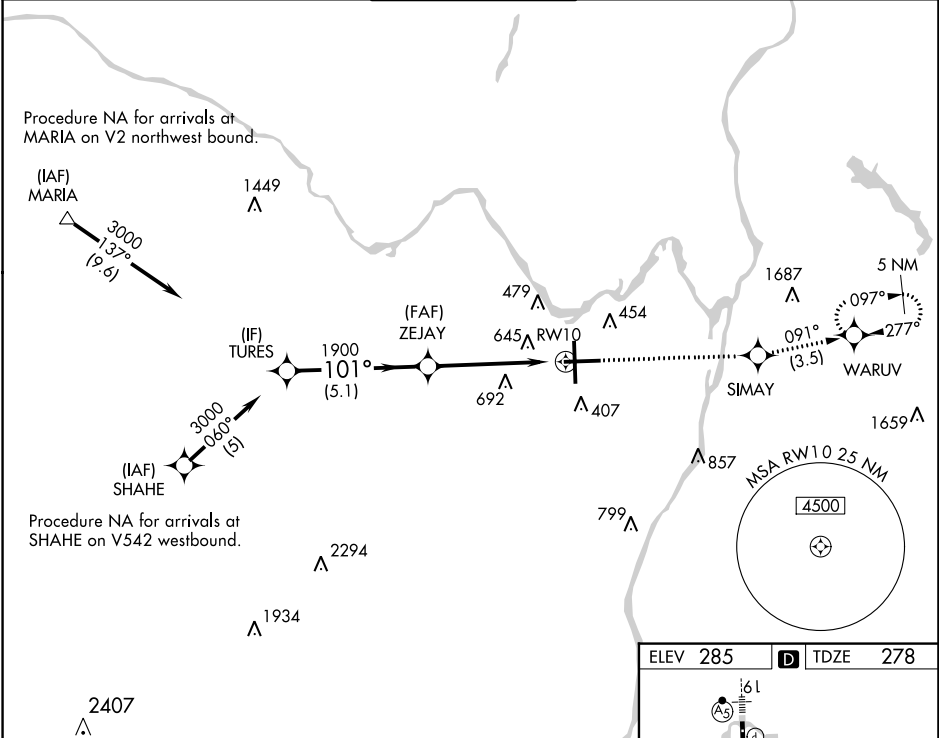 Procedure NA for arrivals at
MARIA on V2 northwest bound.
(IAF)
MARIA
3000
137°
(9.6)
1449
479
454
1687
5 NM
097°
277°
(FAF)
ZEJAY
645
RW10
(IF)
TURES
1900
101°
(5.1)
091°
(3.5)
WARUV
SIMAY
692
407
1659
3000
060°
(5)
(IAF)
SHAHE
857
MSA RW10 25 NM
4500
Procedure NA for arrivals at
SHAHE on V542 westbound.
799
2294
1934
2407
ELEV 285 D TDZE 278
19
A5